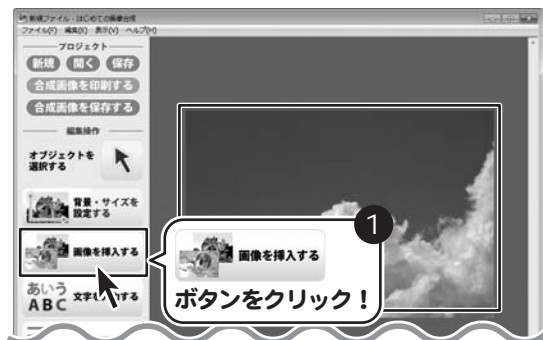 新規ファイル - はじめての画像合成
ファイル(F) 編集(E) 表示(V) ヘルプ(H)
プロジェクト
新規 開く 保存
合成画像を印刷する
合成画像を保存する
編集操作
オブジェクトを
選択する
背景・サイズを
設定する
画像を挿入する
あいう
ABC
文字を
する
1
画像を挿入する
ボタンをクリック!